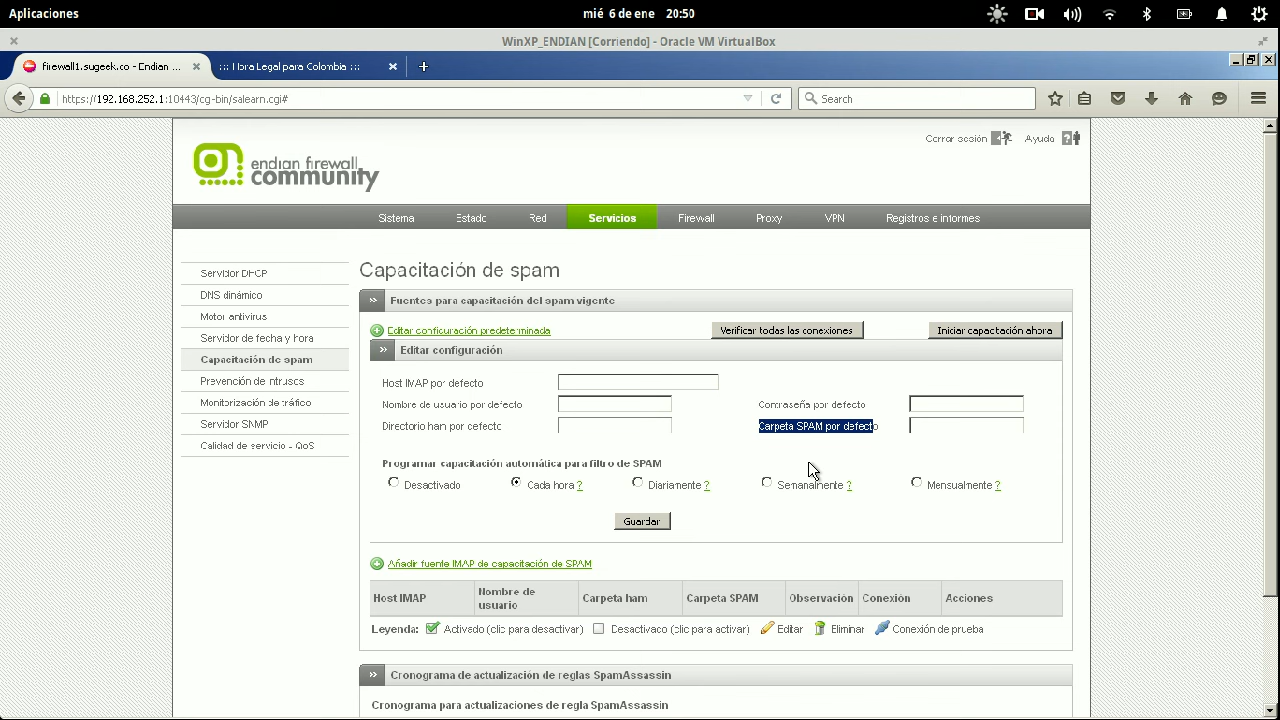 Aplicaciones
mié 6 de ene 20:50
WinXP_ENDIAN [Corriendo] - Oracle VM VirtualBox
firewall1.sugeek.co - Endian ...
::: Hora Legal para Colombia :::
https://192.168.252.1:10443/cgi-bin/salearn.cgi#
Search
Cerrar sesión
Ayuda
endian firewall
community
Sistema Estado Red Servicios Firewall Proxy VPN Registros e informes
Servidor DHCP
DNS dinámico
Motor antivirus
Servidor de fecha y hora
Capacitación de spam
Prevención de intrusos
Monitorización de tráfico
Servidor SNMP
Calidad de servicio - QoS
Capacitación de spam
Fuentes para capacitación del spam vigente
Editar configuración predeterminada
Verificar todas las conexiones
Iniciar capacitación ahora
Editar configuración
Host IMAP por defecto
Nombre de usuario por defecto Contraseña por defecto
Directorio ham por defecto Carpeta SPAM por defecto
Programar capacitación automática para filtro de SPAM
Desactivado Cada hora ? Diariamente ? Semanalmente ? Mensualmente ?
Guardar
Añadir fuente IMAP de capacitación de SPAM
Host IMAP Nombre de usuario Carpeta ham Carpeta SPAM Observación Conexión Acciones
Leyenda: Activado (clic para desactivar) Desactivado (clic para activar) Editar Eliminar Conexión de prueba
Cronograma de actualización de reglas SpamAssassin
Cronograma para actualizaciones de regla SpamAssassin